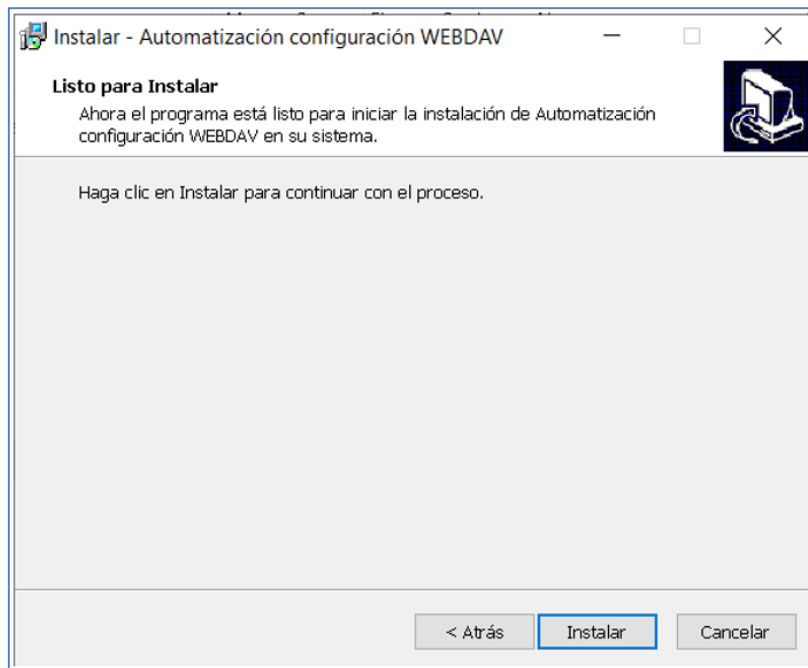 Instalar - Automatización configuración WEBDAV
Listo para Instalar
Ahora el programa está listo para iniciar la instalación de Automatización
configuración WEBDAV en su sistema.
Haga clic en Instalar para continuar con el proceso.
< Atrás
Instalar
Cancelar